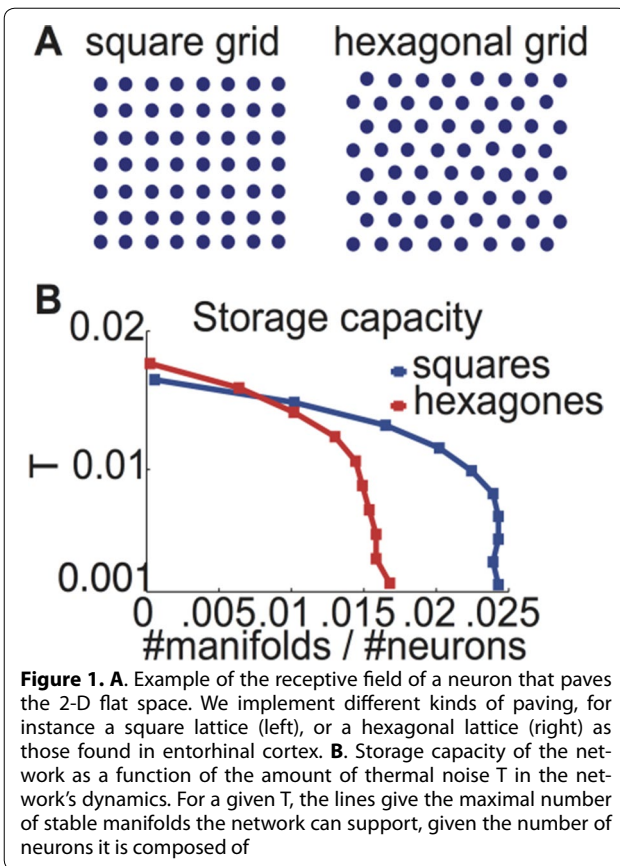 A square grid hexagonal grid
B
Storage capacity
0.02
squares
hexagones
T
0.01
0.001
0 .005 .01 .015 .02 .025
#manifolds / #neurons
Figure 1. A. Example of the receptive field of a neuron that paves
the 2-D flat space. We implement different kinds of paving, for
instance a square lattice (left), or a hexagonal lattice (right) as
those found in entorhinal cortex. B. Storage capacity of the net-
work as a function of the amount of thermal noise T in the net-
work's dynamics. For a given T, the lines give the maximal number
of stable manifolds the network can support, given the number of
neurons it is composed of